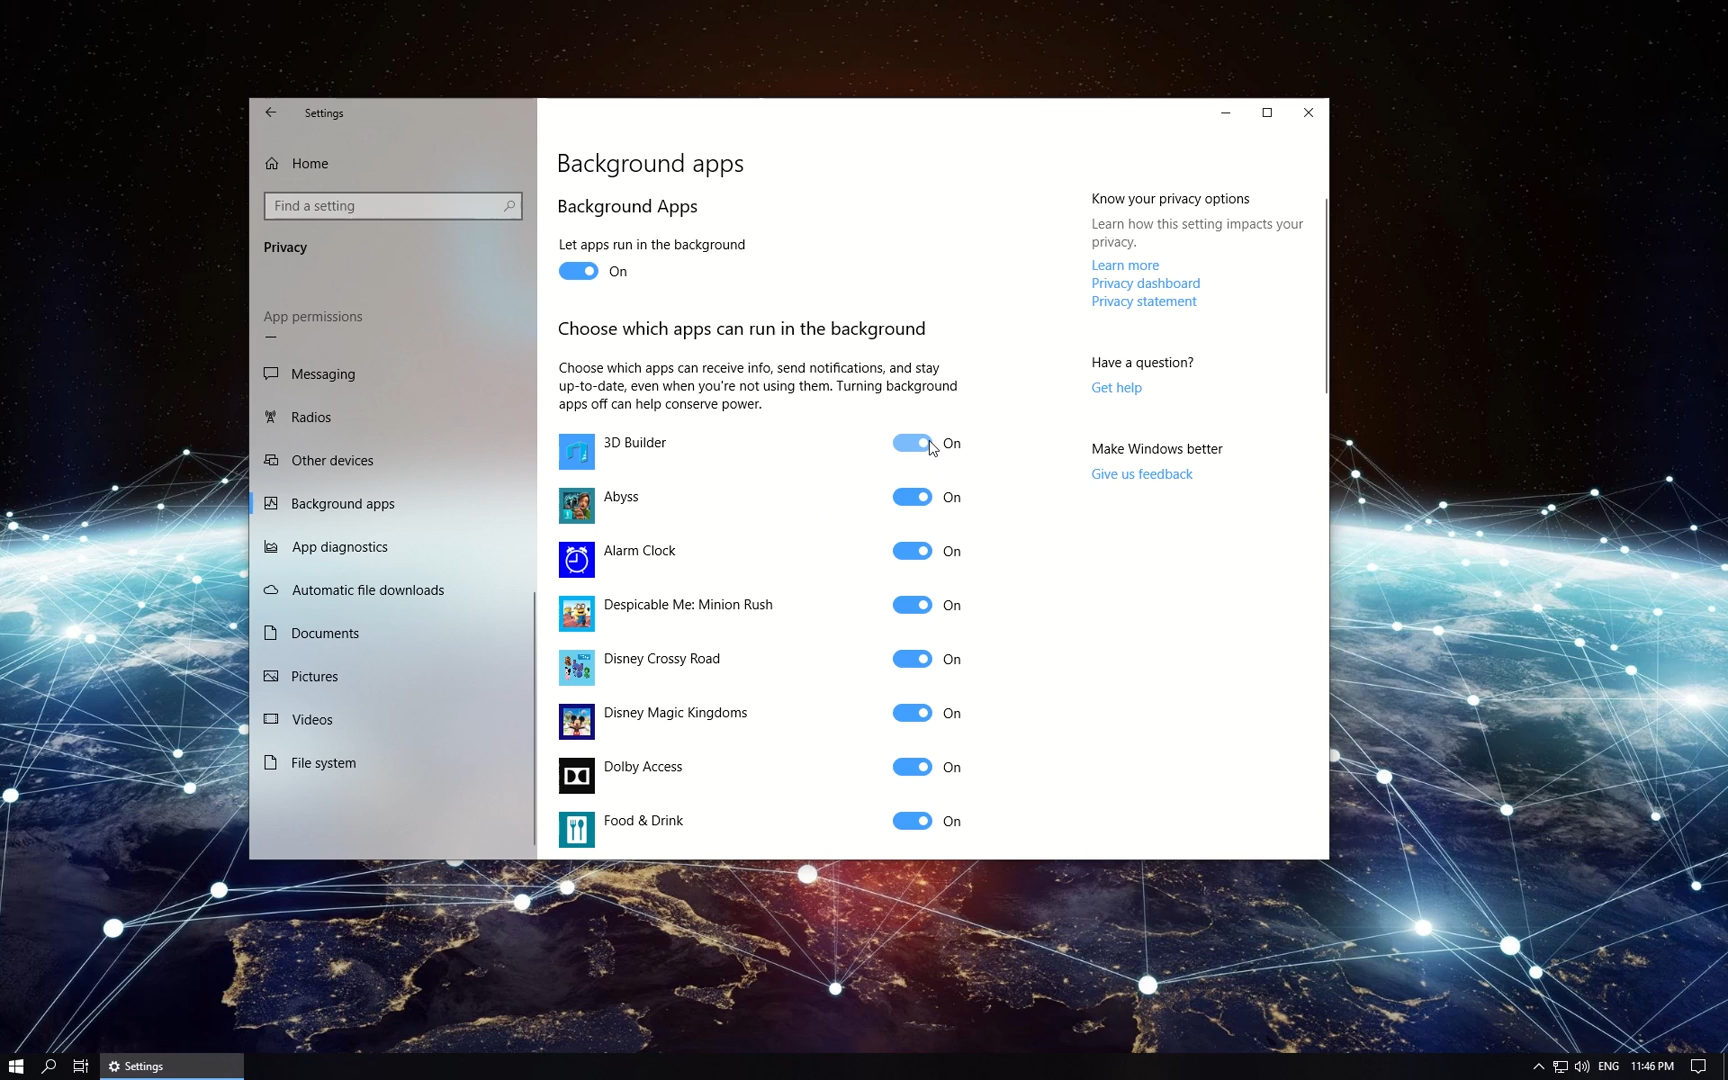 Settings
Home
Find a setting
Privacy
App permissions
Messaging
Radios
Other devices
Background apps
App diagnostics
Automatic file downloads
Documents
Pictures
Videos
File system
Background apps
Background Apps
Let apps run in the background
On
Choose which apps can run in the background
Choose which apps can receive info, send notifications, and stay
up-to-date, even when you're not using them. Turning background
apps off can help conserve power.
3D Builder On
Abyss On
Alarm Clock On
Despicable Me: Minion Rush On
Disney Crossy Road On
Disney Magic Kingdoms On
Dolby Access On
Food & Drink On
Know your privacy options
Learn how this setting impacts your
privacy.
Learn more
Privacy dashboard
Privacy statement
Have a question?
Get help
Make Windows better
Give us feedback
Settings
ENG 11:46 PM